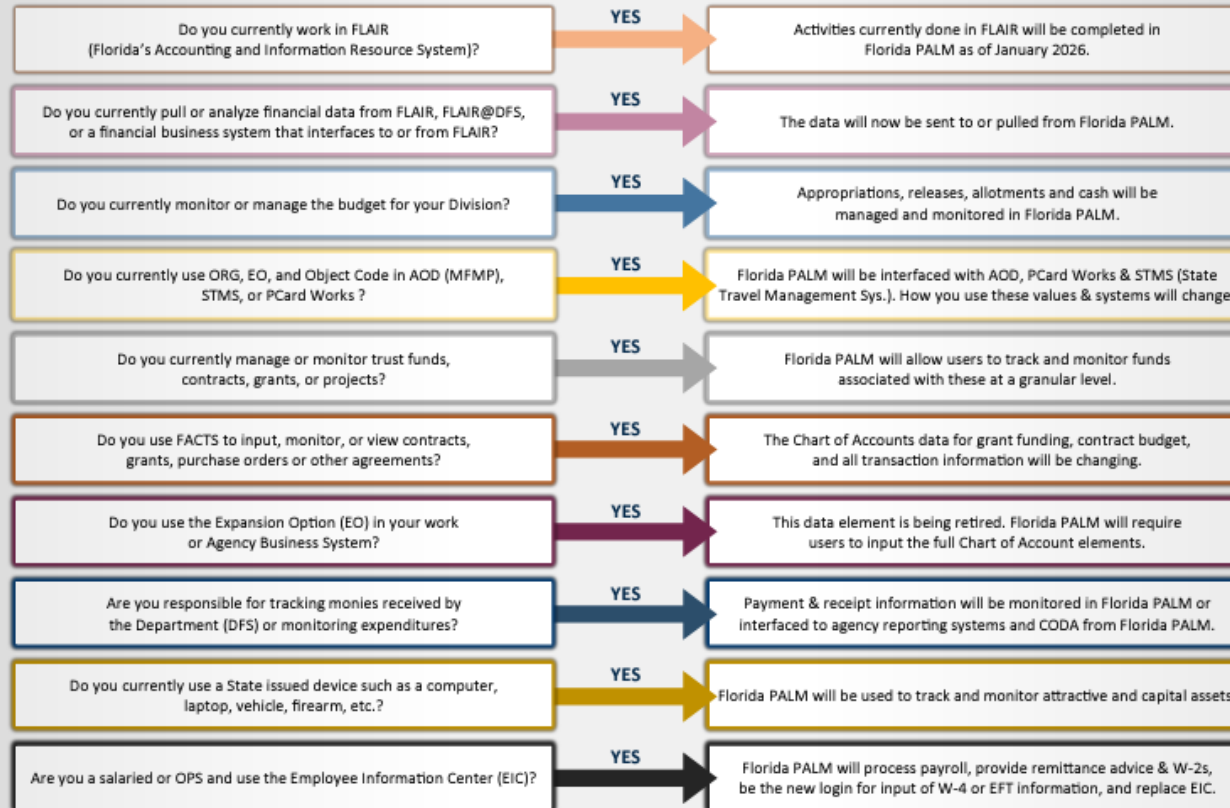 Do you currently work in FLAIR
(Florida's Accounting and Information Resource System)?
YES
Activities currently done in FLAIR will be completed in
Florida PALM as of January 2026.
Do you currently pull or analyze financial data from FLAIR, FLAIR@DFS,
or a financial business system that interfaces to or from FLAIR?
YES
The data will now be sent to or pulled from Florida PALM.
Do you currently monitor or manage the budget for your Division?
YES
Appropriations, releases, allotments and cash will be
managed and monitored in Florida PALM.
Do you currently use ORG, EO, and Object Code in AOD (MFMP),
STMS, or PCard Works ?
YES
Florida PALM will be interfaced with AOD, PCard Works & STMS (State
Travel Management Sys.). How you use these values & systems will change
Do you currently manage or monitor trust funds,
contracts, grants, or projects?
YES
Florida PALM will allow users to track and monitor funds
associated with these at a granular level.
Do you use FACTS to input, monitor, or view contracts,
grants, purchase orders or other agreements?
YES
The Chart of Accounts data for grant funding, contract budget,
and all transaction information will be changing.
Do you use the Expansion Option (EO) in your work
or Agency Business System?
YES
This data element is being retired. Florida PALM will require
users to input the full Chart of Account elements.
Are you responsible for tracking monies received by
the Department (DFS) or monitoring expenditures?
YES
Payment & receipt information will be monitored in Florida PALM or
interfaced to agency reporting systems and CODA from Florida PALM.
Do you currently use a State issued device such as a computer,
laptop, vehicle, firearm, etc.?
YES
Florida PALM will be used to track and monitor attractive and capital assets
Are you a salaried or OPS and use the Employee Information Center (EIC)?
YES
Florida PALM will process payroll, provide remittance advice & W-2s,
be the new login for input of W-4 or EFT information, and replace EIC.